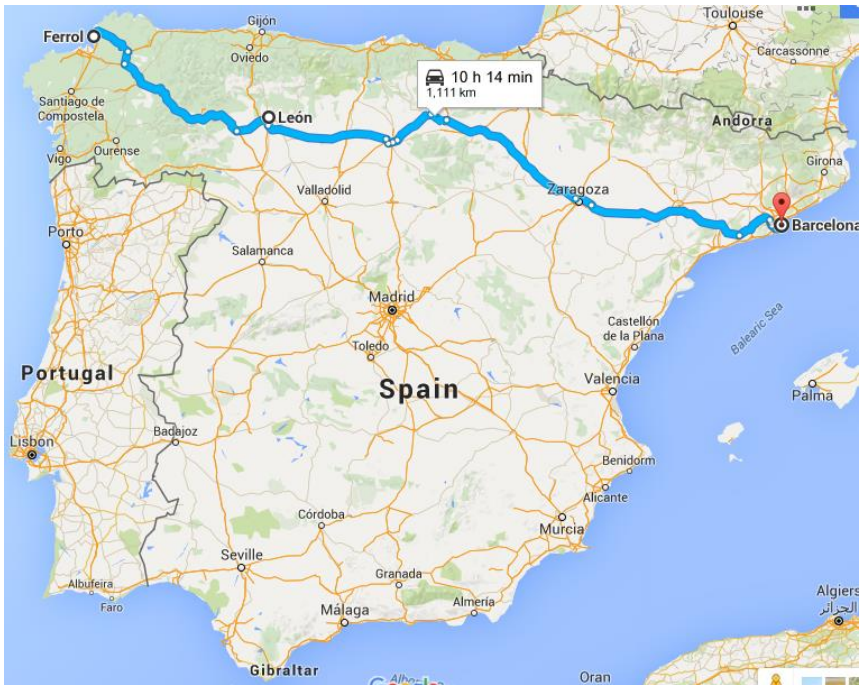 Toulouse
Gijón
Ferrol
Oviedo
Carcassonne
10 h 14 min
1,111 km
Santiago de
Compostela
León
Andorra
Ourense
Vigo
Girona
Valladolid
Zaragoza
Porto
Barcelona
Salamanca
Madrid
Castellón
de la Plana
Balearic Sea
Toledo
Portugal
Spain
Valencia
Palma
Lisbon
Badajoz
Benidorm
Alicante
Córdoba
Murcia
Seville
Granada
Albufeira
Faro
Almería
Málaga
Algiers
الجزائر
Gibraltar
Oran